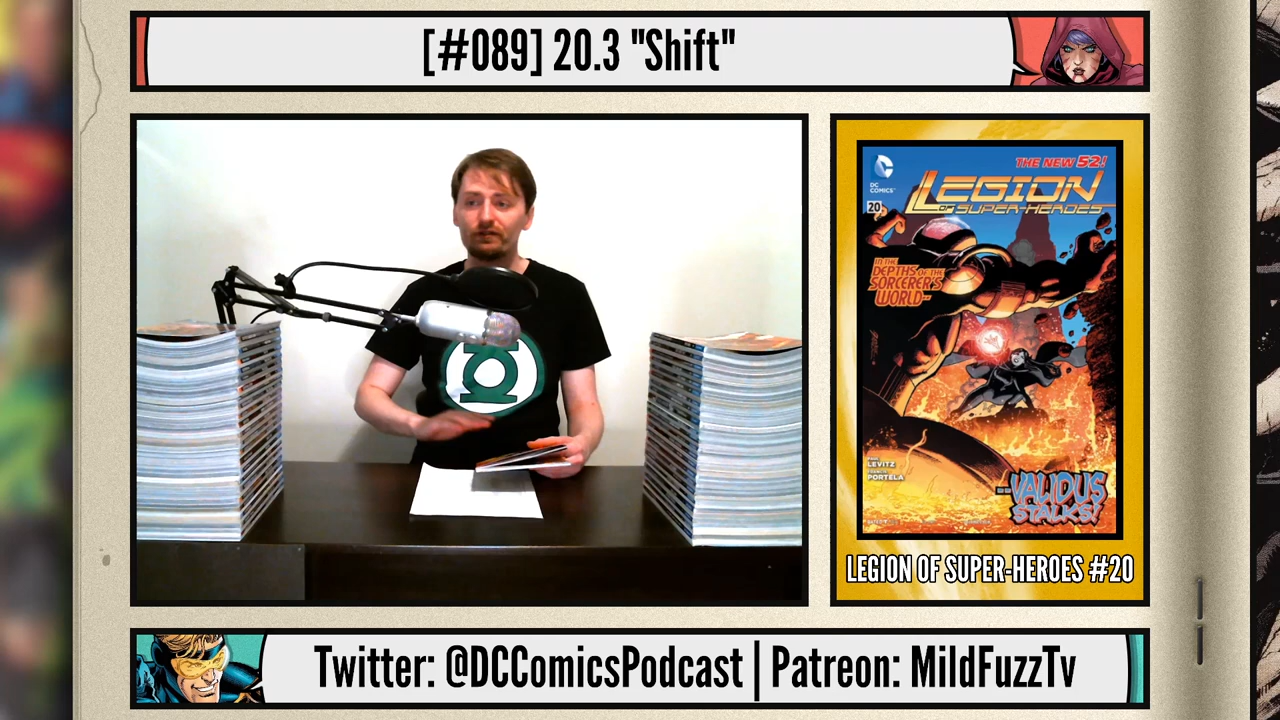 [#089] 20.3 "Shift"
THE NEW 52!
DC COMICS
LEGION
OF SUPER-HEROES
20
IN THE
DEPTHS OF THE
SORCERER'S
WORLD--
PAUL
LEVITZ
PORTELA
--VALIDUS
STALKS!
LEGION OF SUPER-HEROES #20
Twitter: @DCComicsPodcast | Patreon: MildFuzzTv